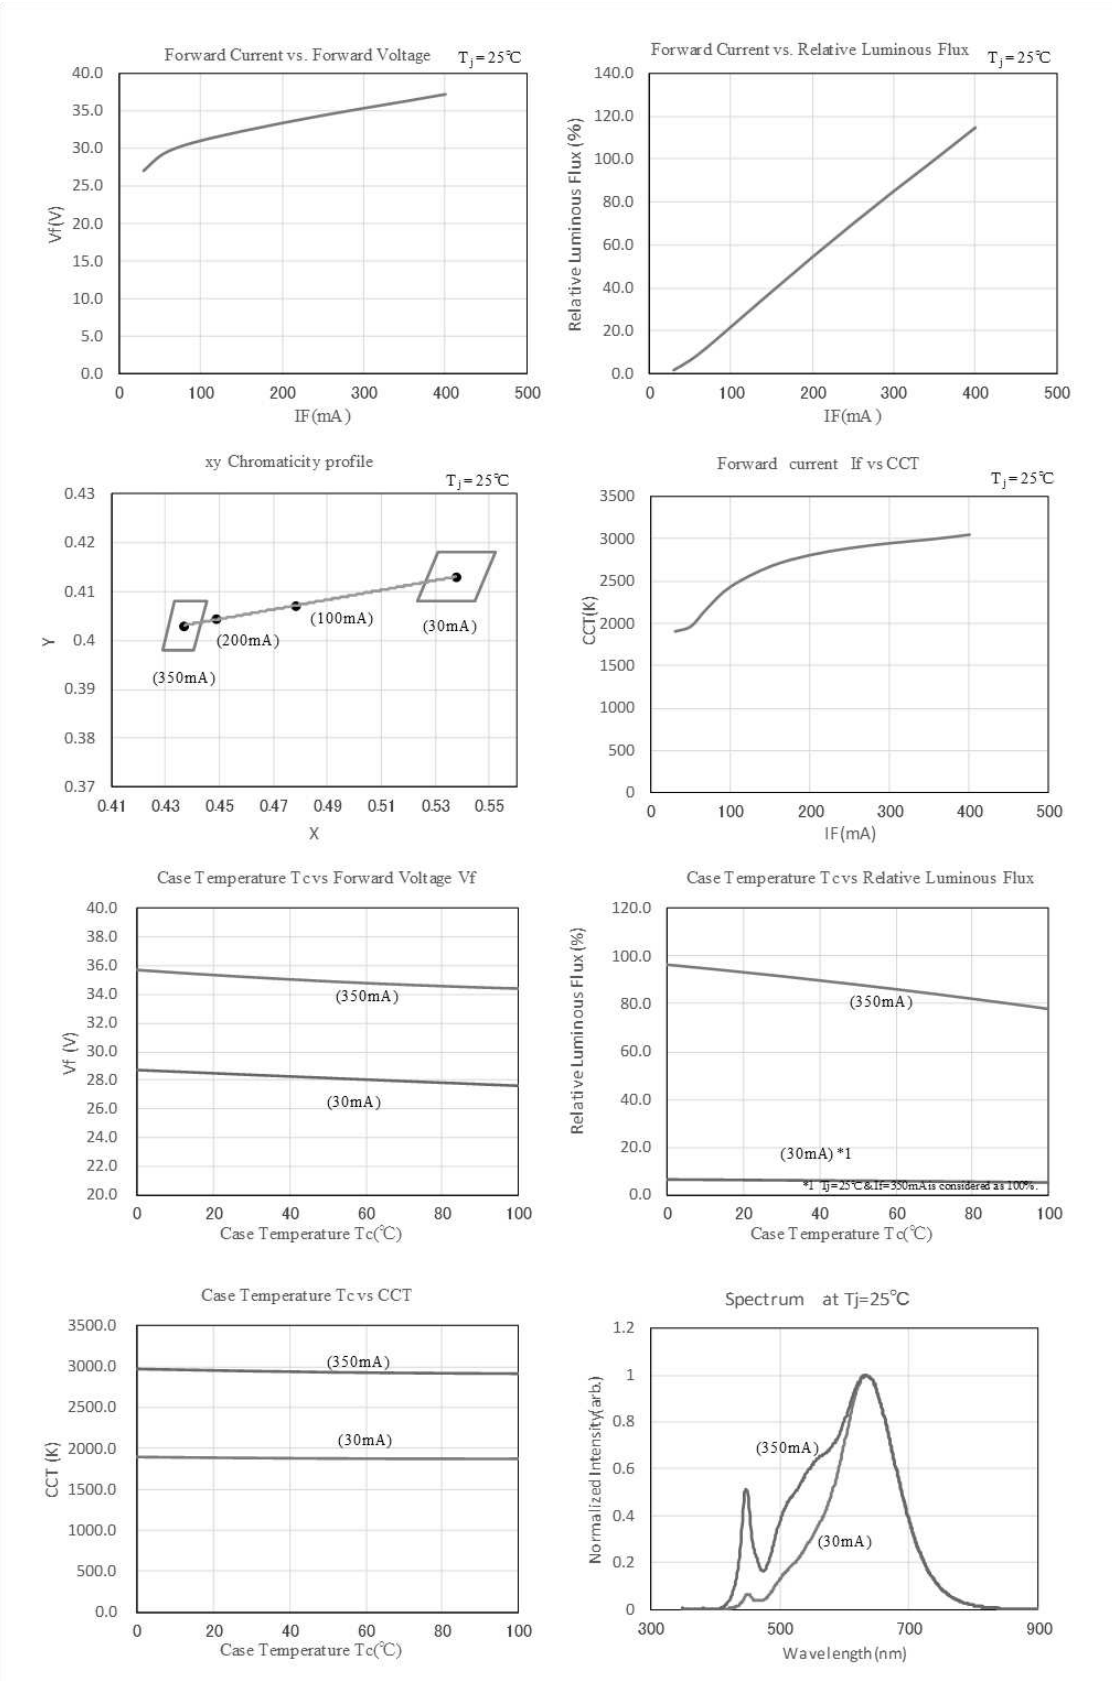 Forward Current vs. Forward Voltage Tj=25℃
40.0
35.0
30.0
25.0
20.0
15.0
10.0
5.0
0.0
Vf(V)
0 100 200 300 400 500
IF(mA)
Forward Current vs. Relative Luminous Flux Tj=25℃
140.0
120.0
100.0
80.0
60.0
40.0
20.0
0.0
Relative Luminous Flux (%)
0 100 200 300 400 500
IF(mA)
xy Chromaticity profile
Tj=25℃
0.43
0.42
0.41
0.4
0.39
0.38
0.37
Y
(350mA)
(200mA)
(100mA)
(30mA)
0.41 0.43 0.45 0.47 0.49 0.51 0.53 0.55
X
Forward current If vs CCT
Tj=25℃
3500
3000
2500
2000
1500
1000
500
0
CCT(K)
0 100 200 300 400 500
IF(mA)
Case Temperature Tc vs Forward Voltage Vf
40.0
38.0
36.0
34.0
32.0
30.0
28.0
26.0
24.0
22.0
20.0
Vf (V)
(350mA)
(30mA)
0 20 40 60 80 100
Case Temperature Tc(℃)
Case Temperature Tc vs Relative Luminous Flux
120.0
100.0
80.0
60.0
40.0
20.0
0.0
Relative Luminous Flux (%)
(350mA)
(30mA) *1
*1 Tj=25℃&If=350mA is considered as 100%.
0 20 40 60 80 100
Case Temperature Tc(℃)
Case Temperature Tc vs CCT
3500.0
3000.0
2500.0
2000.0
1500.0
1000.0
500.0
0.0
CCT (K)
(350mA)
(30mA)
0 20 40 60 80 100
Case Temperature Tc(℃)
Spectrum at Tj=25℃
1.2
1
0.8
0.6
0.4
0.2
0
Normalized Intensity(arb.)
(350mA)
(30mA)
300 500 700 900
Wavelength(nm)